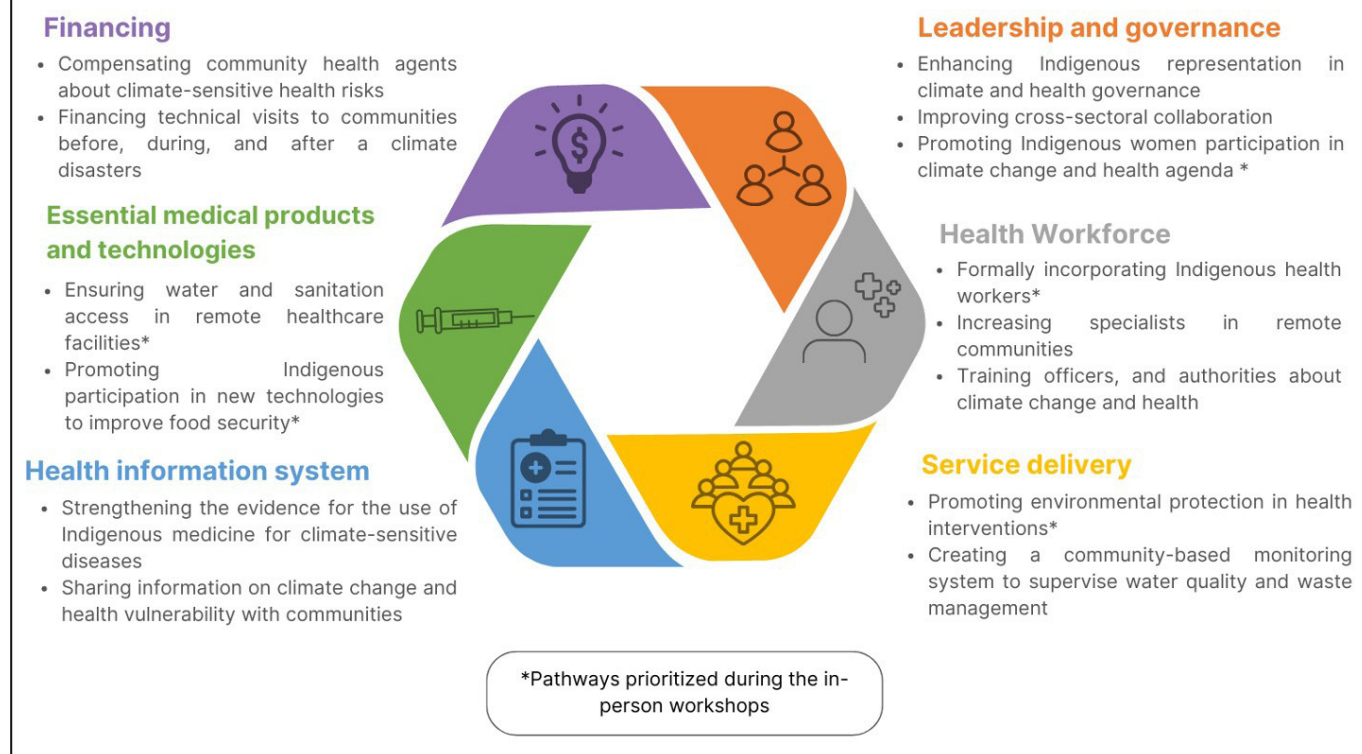 Financing
• Compensating community health agents
about climate-sensitive health risks
• Financing technical visits to communities
before, during, and after a climate
disasters
Essential medical products
and technologies
• Ensuring water and sanitation
access in remote healthcare
facilities*
• Promoting Indigenous
participation in new technologies
to improve food security*
Health information system
• Strengthening the evidence for the use of
Indigenous medicine for climate-sensitive
diseases
• Sharing information on climate change and
health vulnerability with communities
$
Leadership and governance
• Enhancing Indigenous representation in
climate and health governance
• Improving cross-sectoral collaboration
• Promoting Indigenous women participation in
climate change and health agenda *
Health Workforce
• Formally incorporating Indigenous health
workers*
• Increasing specialists in remote
communities
• Training officers, and authorities about
climate change and health
Service delivery
• Promoting environmental protection in health
interventions*
• Creating a community-based monitoring
system to supervise water quality and waste
management
*Pathways prioritized during the in-
person workshops